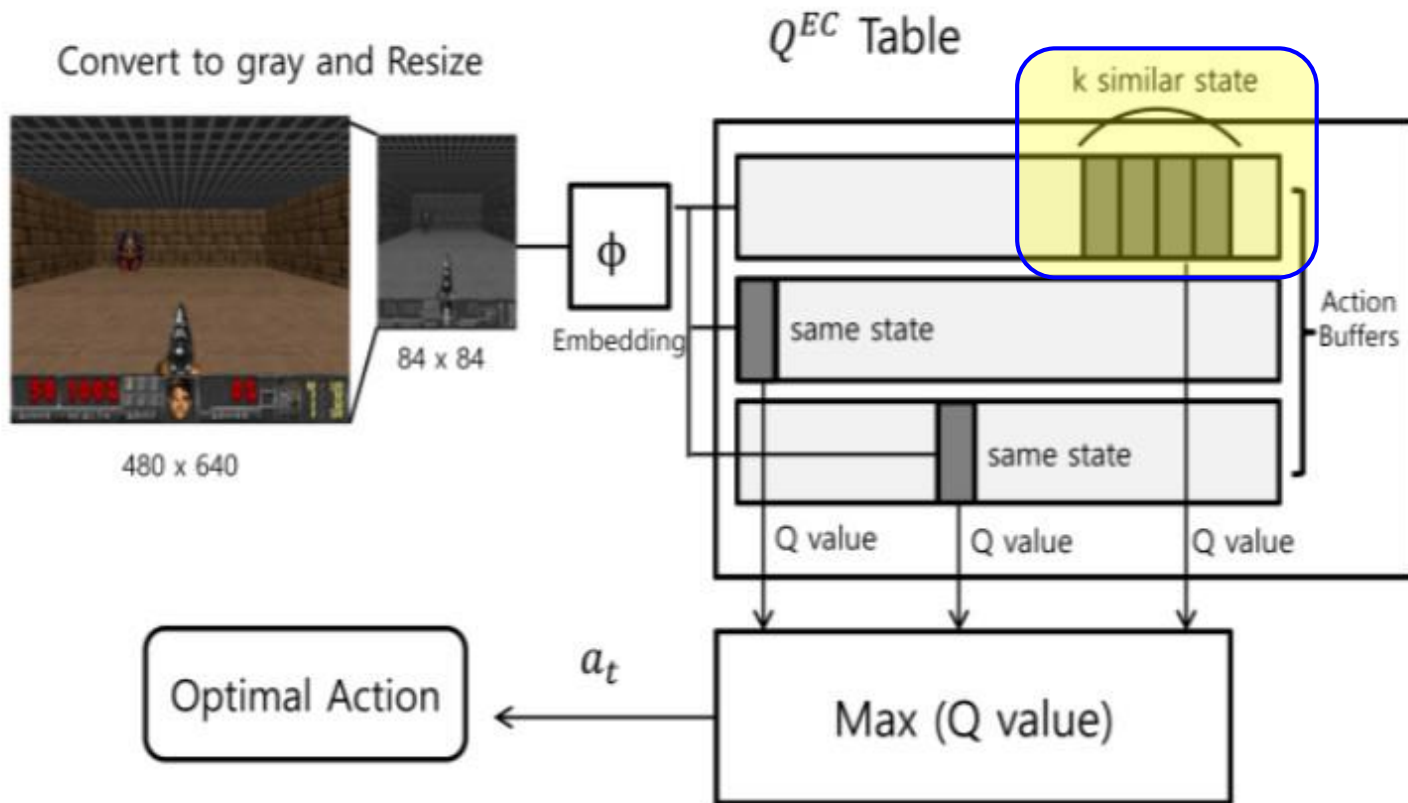 Q^{EC} Table
Convert to gray and Resize
k similar state
ϕ
Embedding
84 x 84
480 x 640
same state
same state
Action
Buffers
Q value
Q value
Q value
a_t
Optimal Action
Max (Q value)